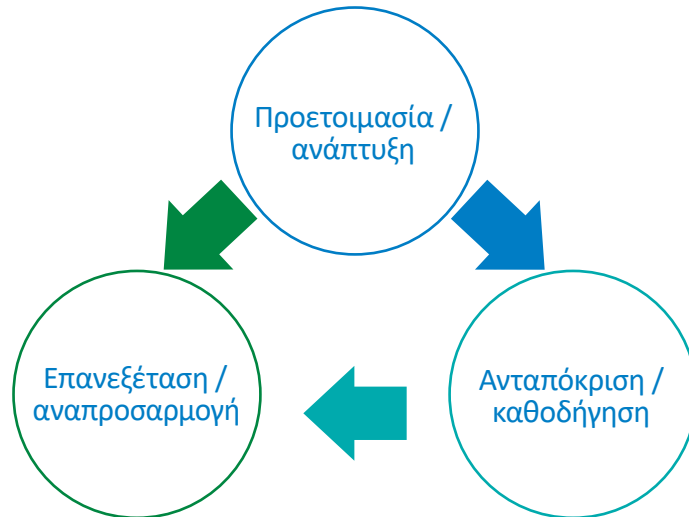 Προετοιμασία /
ανάπτυξη
Επανεξέταση /
αναπροσαρμογή
Ανταπόκριση /
καθοδήγηση